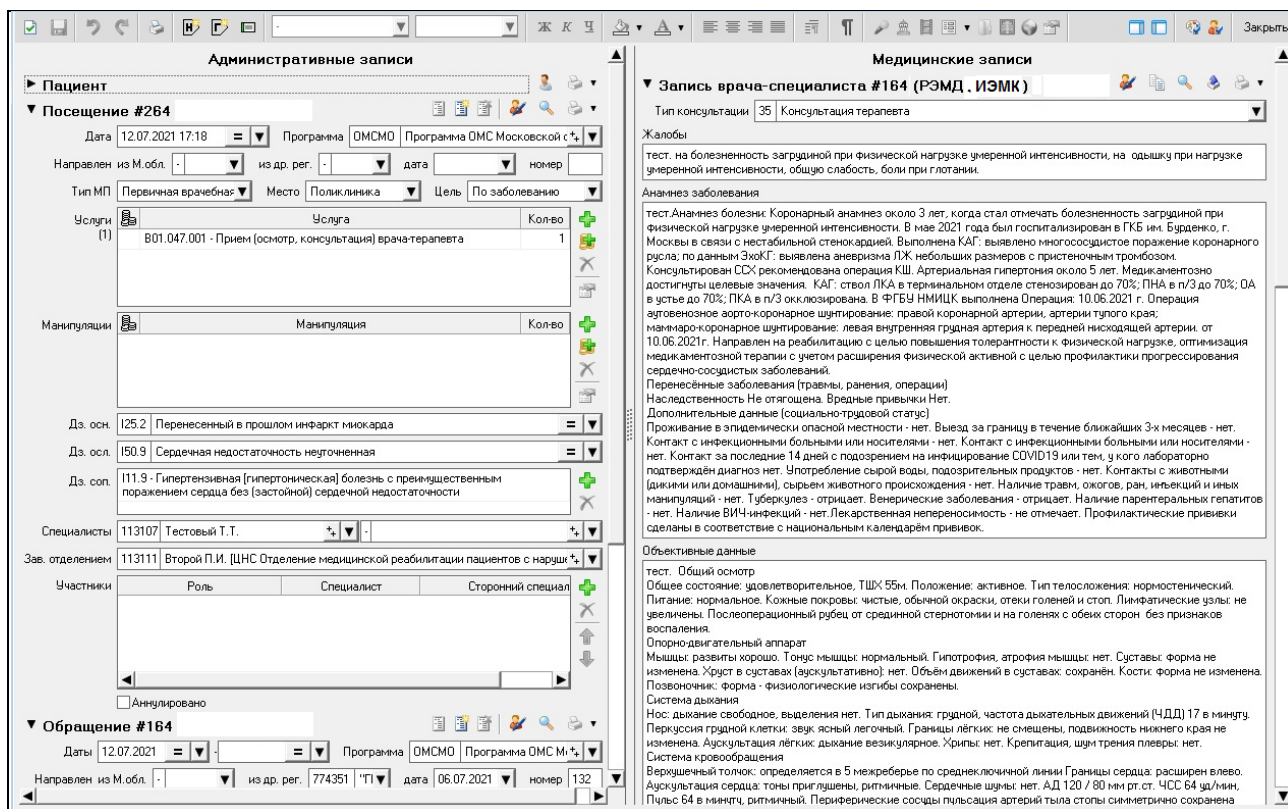 Ж К Ч
Закрыть
Административные записи
Пациент
Посещение #264
Дата 12.07.2021 17:18 = Программа ОМСМО Программа ОМС Московской с
Направлен из М.обл. - из др. рег. - дата номер
Тип МП Первичная врачебная Место Поликлиника Цель По заболеванию
Услуги (1)
Услуга Кол-во
B01.047.001 - Прием (осмотр, консультация) врача-терапевта 1
Манипуляции
Манипуляция Кол-во
Дз. осн. I25.2 Перенесенный в прошлом инфаркт миокарда =
Дз. осл. I50.9 Сердечная недостаточность неуточненная =
Дз. соп. I11.9 - Гипертензивная [гипертоническая] болезнь с преимущественным
поражением сердца без (застойной) сердечной недостаточности
Специалисты 113107 Тестовый Т.Т. -
Зав. отделением 113111 Второй П.И. [ЦНС Отделение медицинской реабилитации пациентов с наруше
Участники
Роль Специалист Сторонний специал
Аннулировано
Обращение #164
Даты 12.07.2021 = - = Программа ОМСМО Программа ОМС М
Направлен из М.обл. - из др. рег. 774351 "Г дата 06.07.2021 номер 132
Медицинские записи
Запись врача-специалиста #164 (РЭМД , ИЭМК)
Тип консультации 35 Консультация терапевта
Жалобы
тест. на болезненность загрудиной при физической нагрузке умеренной интенсивности, на одышку при нагрузке
умеренной интенсивности, общую слабость, боли при глотании.
Анамнез заболевания
тест.Анамнез болезни: Коронарный анамнез около 3 лет, когда стал отмечать болезненность загрудиной при
физической нагрузке умеренной интенсивности. В мае 2021 года был госпитализирован в ГКБ им. Бурденко, г.
Москвы в связи с нестабильной стенокардией. Выполнена КАГ: выявлено многососудистое поражение коронарного
русла; по данным ЭхоКГ: выявлена аневризма ЛЖ небольших размеров с пристеночным тромбозом.
Консультирован ССХ рекомендована операция КШ. Артериальная гипертония около 5 лет. Медикаментозно
достигнуты целевые значения. КАГ: ствол ЛКА в терминальном отделе стенозирован до 70%; ПНА в п/3 до 70%; ОА
в устье до 70%; ПКА в п/3 окклюзирована. В ФГБУ НМИЦК выполнена Операция: 10.06.2021 г. Операция
аутовенозное аорто-коронарное шунтирование: правой коронарной артерии, артерии тупого края;
маммаро-коронарное шунтирование: левая внутренняя грудная артерия к передней нисходящей артерии. от
10.06.2021г. Направлен на реабилитацию с целью повышения толерантности к физической нагрузке, оптимизация
медикаментозной терапии с учетом расширения физической активной с целью профилактики прогрессирования
сердечно-сосудистых заболеваний.
Перенесённые заболевания (травмы, ранения, операции)
Наследственность Не отягощена. Вредные привычки Нет.
Дополнительные данные (социально-трудовой статус)
Проживание в эпидемически опасной местности - нет. Выезд за границу в течение ближайших 3-х месяцев - нет.
Контакт с инфекционными больными или носителями - нет. Контакт с инфекционными больными или носителями -
нет. Контакт за последние 14 дней с подозрением на инфицирование COVID19 или тем, у кого лабораторно
подтверждён диагноз нет. Употребление сырой воды, подозрительных продуктов - нет. Контакты с животными
(дикими или домашними), сырьем животного происхождения - нет. Наличие травм, ожогов, ран, инъекций и иных
манипуляций - нет. Туберкулез - отрицает. Венерические заболевания - отрицает. Наличие парентеральных гепатитов
- нет. Наличие ВИЧ-инфекций - нет.Лекарственная непереносимость - не отмечает. Профилактические прививки
сделаны в соответствие с национальным календарём прививок.
Объективные данные
тест. Общий осмотр
Общее состояние: удовлетворительное, ТШХ 55м. Положение: активное. Тип телосложения: нормостенический.
Питание: нормальное. Кожные покровы: чистые, обычной окраски, отеки голеней и стоп. Лимфатические узлы: не
увеличены. Послеоперационный рубец от срединной стернотомии и на голенях с обеих сторон без признаков
воспаления.
Опорно-двигательный аппарат
Мышцы: развиты хорошо. Тонус мышцы: нормальный. Гипотрофия, атрофия мышцы: нет. Суставы: форма не
изменена. Хруст в суставах (аускультативно): нет. Объём движений в суставах: сохранён. Кости: форма не изменена.
Позвоночник: форма - физиологические изгибы сохранены.
Система дыхания
Нос: дыхание свободное, выделения нет. Тип дыхания: грудной, частота дыхательных движений (ЧДД) 17 в минуту.
Перкуссия грудной клетки: звук ясный легочный. Границы лёгких: не смещены, подвижность нижнего края не
изменена. Аускультация лёгких: дыхание везикулярное. Хрипы: нет. Крепитация, шум трения плевры: нет.
Система кровообращения
Верхушечный толчок: определяется в 5 межреберье по среднеключичной линии Границы сердца: расширен влево.
Аускультация сердца: тоны приглушены, ритмичные. Сердечные шумы: нет. АД 120 / 80 мм рт.ст. ЧСС 64 уд/мин,
Пульс 64 в минуту, ритмичный. Периферические сосуды пульсация артерий тыла стопы симметрично сохранена